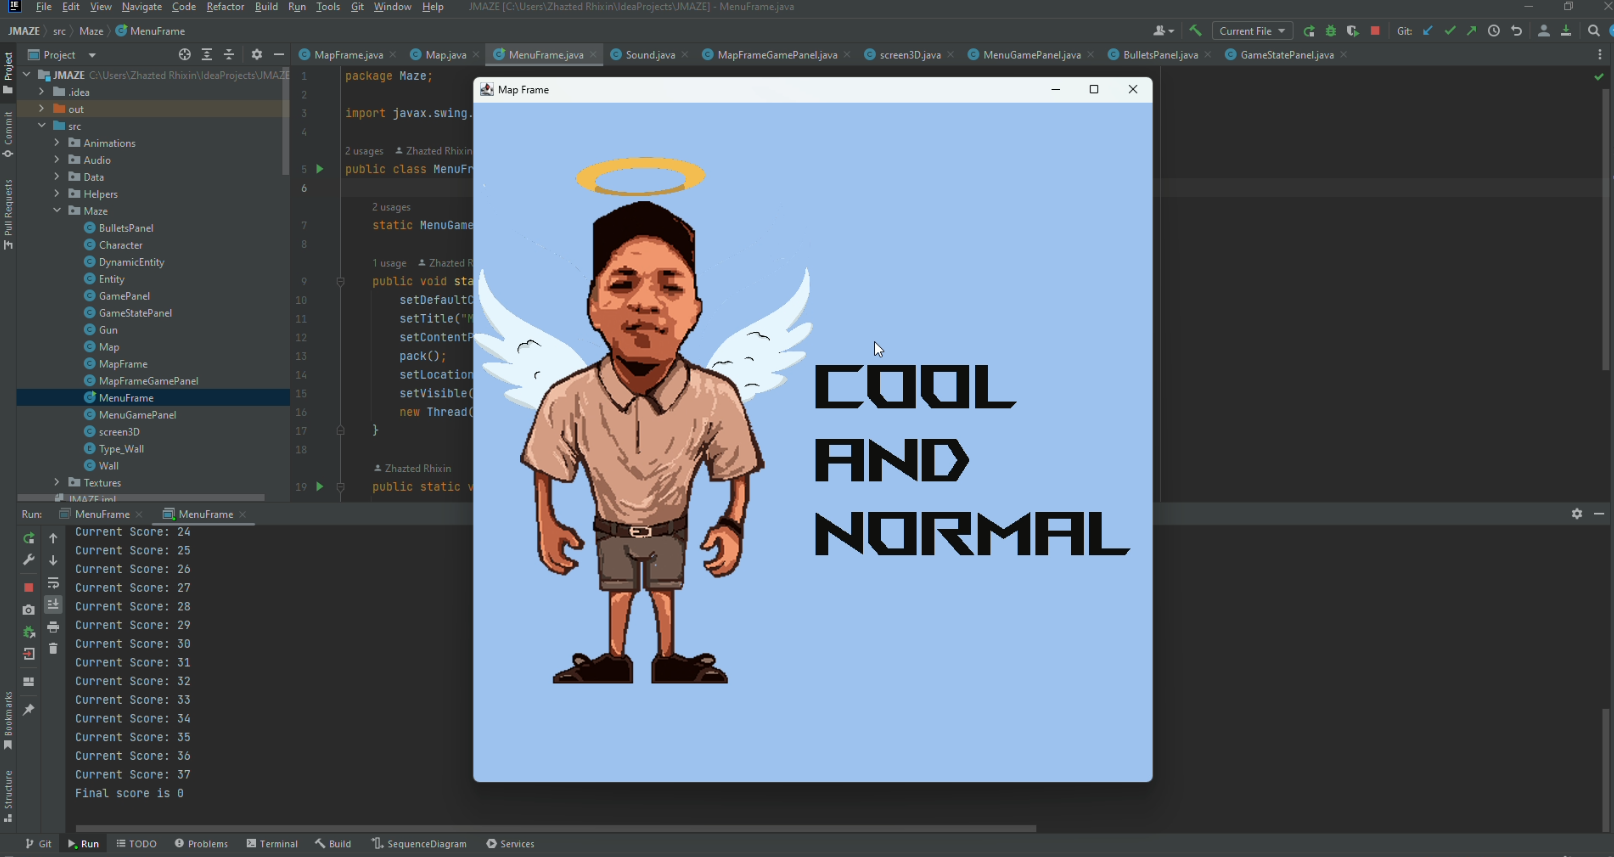 File Edit View Navigate Code Refactor Build Run Tools Git Window Help JMAZE [C:\Users\Zhazted Rhixin\IdeaProjects\JMAZE] - MenuFrame.java
JMAZE src Maze MenuFrame
Current File Git:
Project
MapFrame.java Map.java MenuFrame.java Sound.java MapFrameGamePanel.java screen3D.java MenuGamePanel.java BulletsPanel.java GameStatePanel.java
Project
Commit
Pull Requests
Bookmarks
Structure
JMAZE C:\Users\Zhazted Rhixin\IdeaProjects\JMAZE
.idea
out
src
Animations
Audio
Data
Helpers
Maze
BulletsPanel
Character
DynamicEntity
Entity
GamePanel
GameStatePanel
Gun
Map
MapFrame
MapFrameGamePanel
MenuFrame
MenuGamePanel
screen3D
Type_Wall
Wall
Textures
JMAZE.iml
1 package Maze;
2
3 import javax.swing.
4
2 usages Zhazted Rhixin
5 public class MenuFr
6
2 usages
7 static MenuGame
8
1 usage Zhazted R
9 public void sta
10 setDefaultC
11 setTitle("M
12 setContentP
13 pack();
14 setLocation
15 setVisible(
16 new Thread(
17 }
18
Zhazted Rhixin
19 public static v
Map Frame
COOL
AND
NORMAL
Run: MenuFrame MenuFrame
Current Score: 24
Current Score: 25
Current Score: 26
Current Score: 27
Current Score: 28
Current Score: 29
Current Score: 30
Current Score: 31
Current Score: 32
Current Score: 33
Current Score: 34
Current Score: 35
Current Score: 36
Current Score: 37
Final score is 0
Git Run TODO Problems Terminal Build SequenceDiagram Services